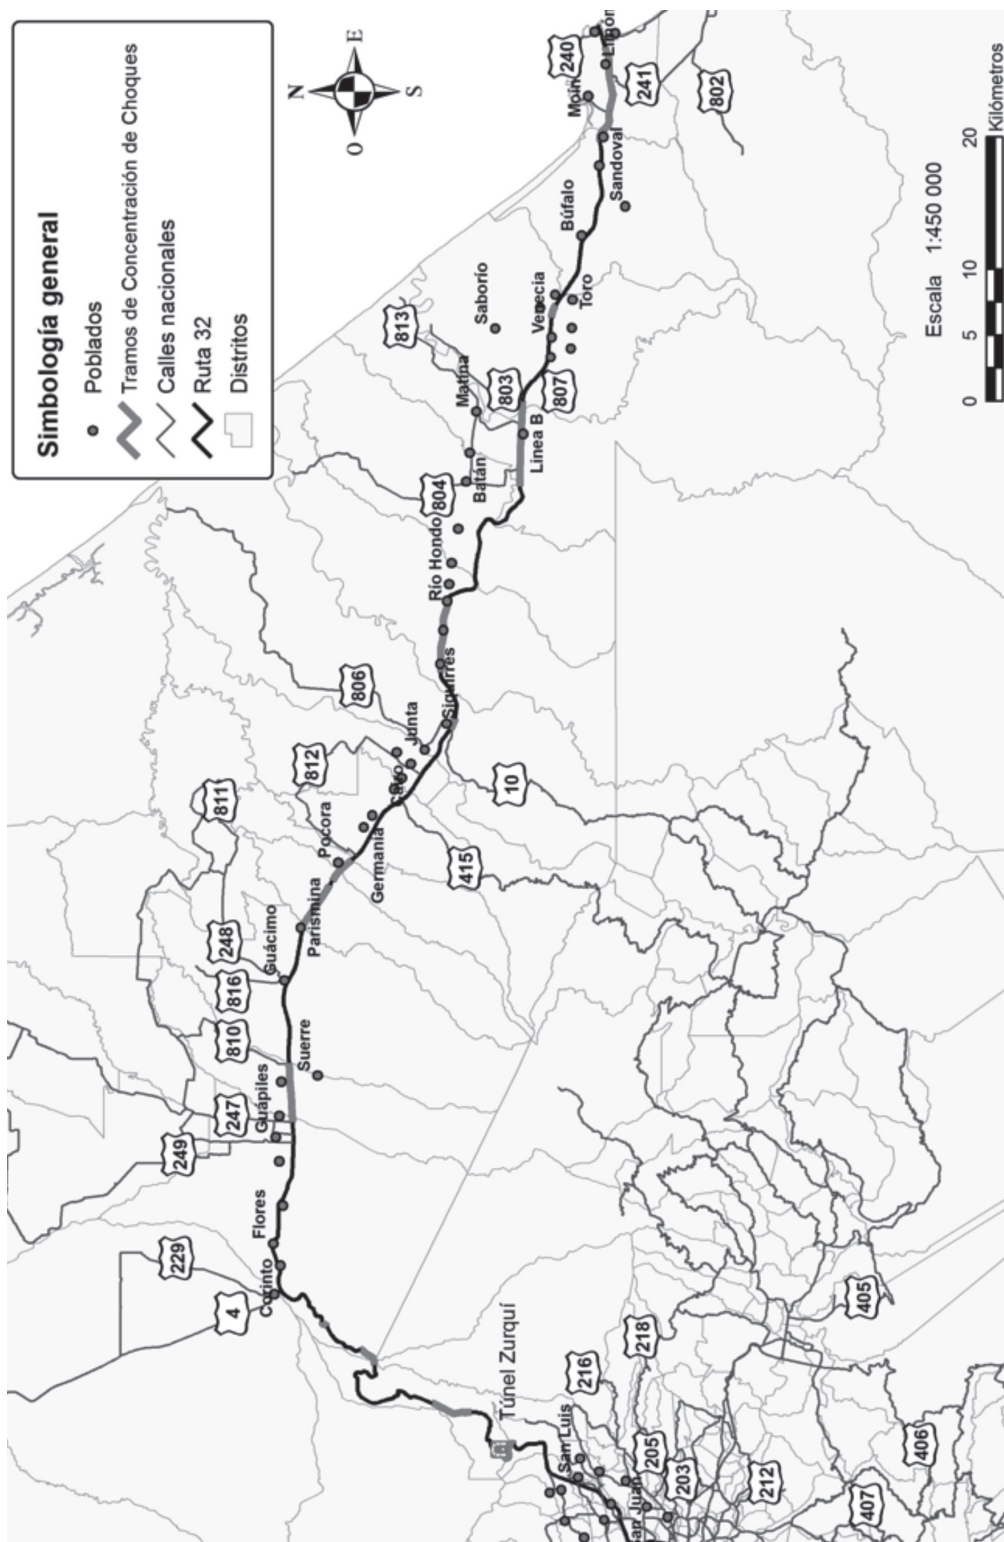 Simbología general
Poblados
Tramos de Concentración de Choques
Calles nacionales
Ruta 32
Distritos
N
E
S
O
240
Limón
Moín
241
802
Sandoval
Búfalo
Toro
Venecia
Saborío
813
Matina
803
807
Linea B
Batán
804
Río Hondo
Siquirres
806
Junta
812
10
Pocora
Germania
415
811
Parismina
Guácimo
248
816
810
Suerre
Guápiles
247
249
Flores
229
Corinto
4
Túnel Zurquí
San Luis
216
218
205
203
San Juan
212
405
406
407
Escala 1:450 000
0 5 10 20
Kilómetros